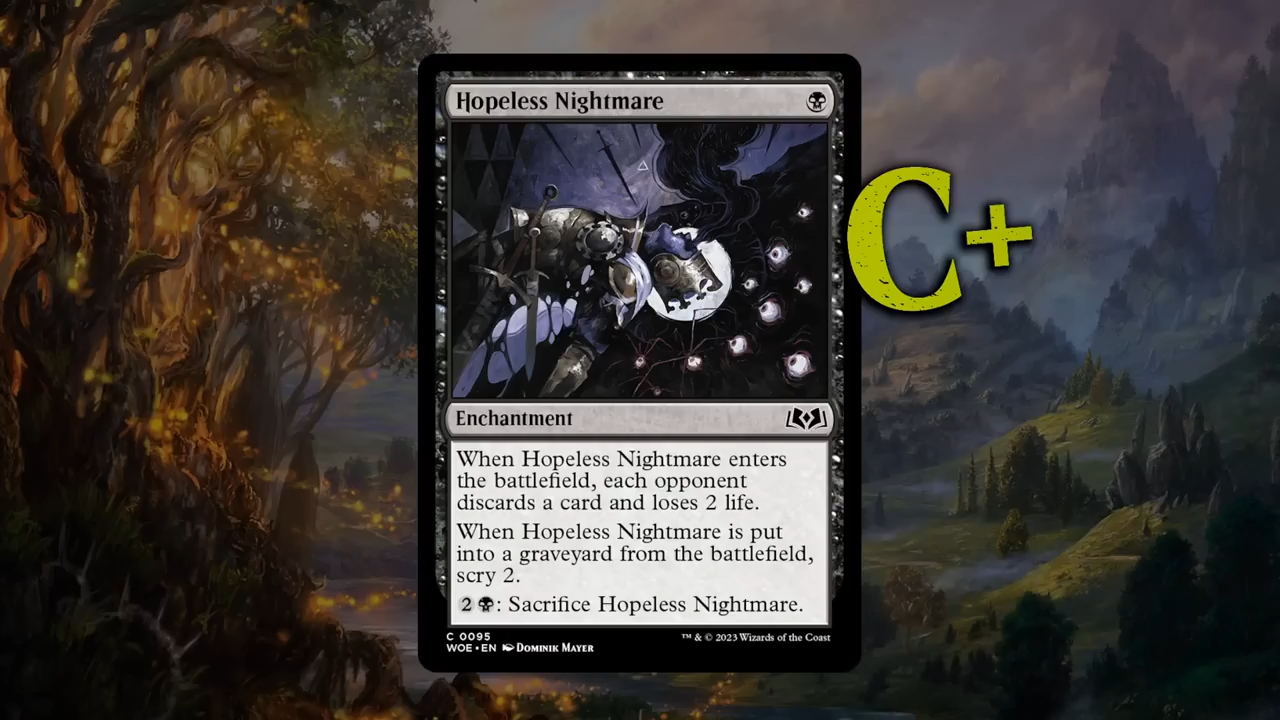 Hopeless Nightmare
C+
Enchantment
When Hopeless Nightmare enters
the battlefield, each opponent
discards a card and loses 2 life.
When Hopeless Nightmare is put
into a graveyard from the battlefield,
scry 2.
2 : Sacrifice Hopeless Nightmare.
C 0095
™ & © 2023 Wizards of the Coast
WOE • EN Dominik Mayer